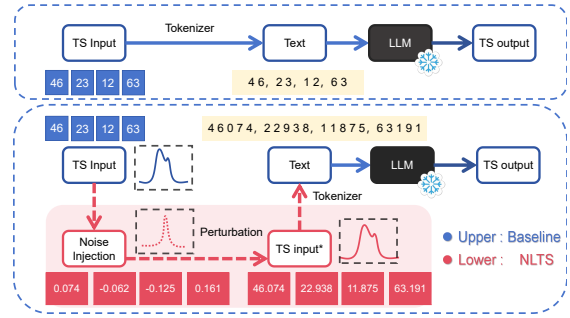 Tokenizer
TS Input
Text
LLM
TS output
46 23 12 63
46, 23, 12, 63
46 23 12 63
46074, 22938, 11875, 63191
TS Input
Text
LLM
TS output
Tokenizer
Noise
Injection
Perturbation
TS input*
Upper : Baseline
Lower : NLTS
0.074 -0.062 -0.125 0.161
46.074 22.938 11.875 63.191